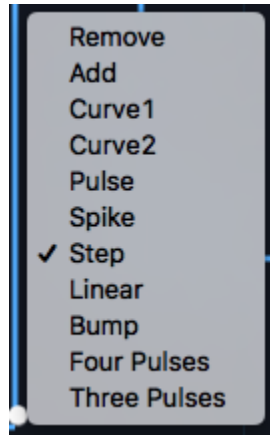 Remove
Add
Curve1
Curve2
Pulse
Spike
✓ Step
Linear
Bump
Four Pulses
Three Pulses